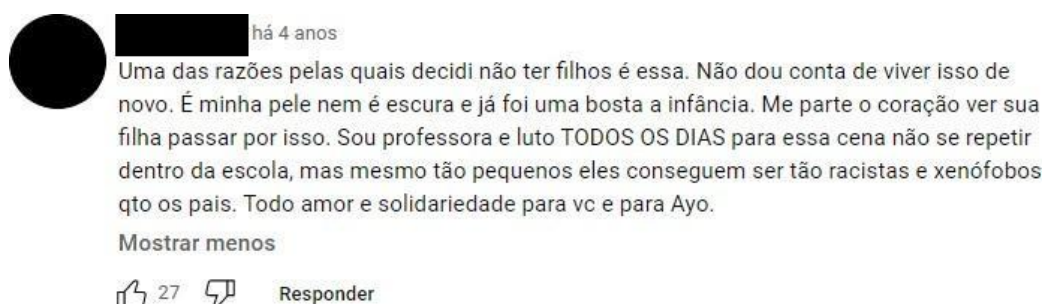 há 4 anos
Uma das razões pelas quais decidi não ter filhos é essa. Não dou conta de viver isso de
novo. É minha pele nem é escura e já foi uma bosta a infância. Me parte o coração ver sua
filha passar por isso. Sou professora e luto TODOS OS DIAS para essa cena não se repetir
dentro da escola, mas mesmo tão pequenos eles conseguem ser tão racistas e xenófobos
qto os pais. Todo amor e solidariedade para vc e para Ayo.
Mostrar menos
27 Responder